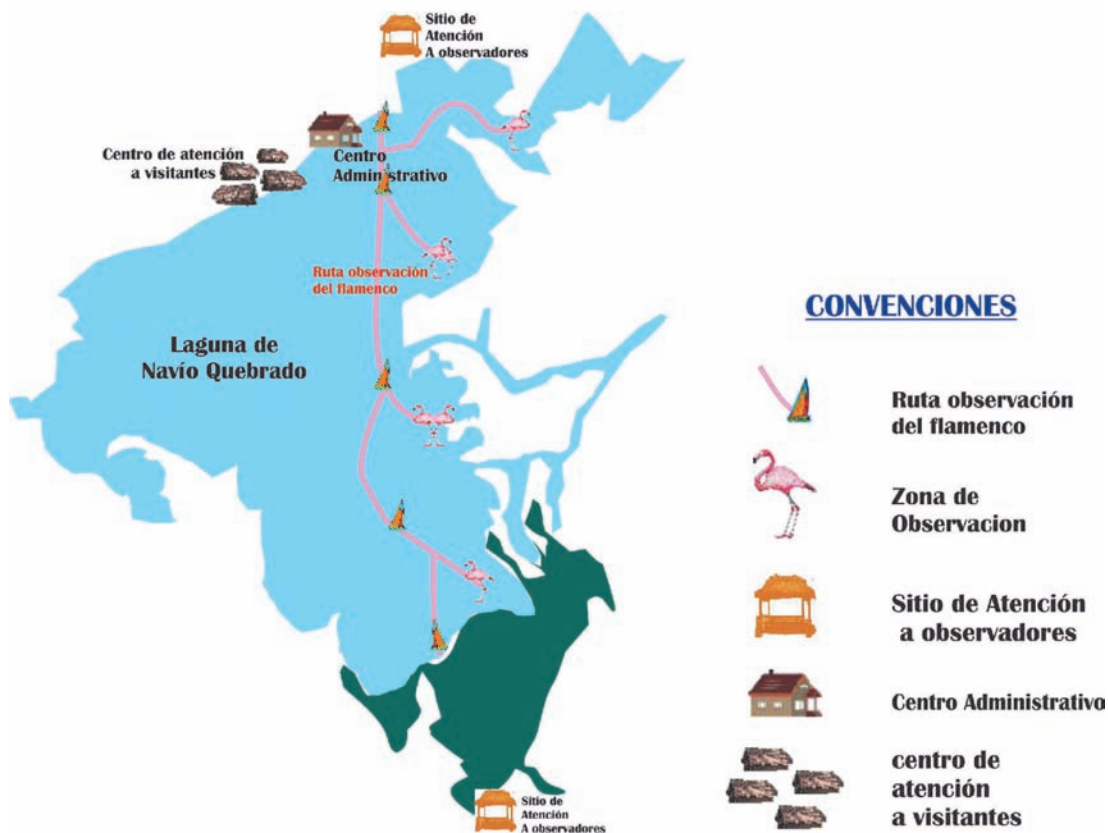 Sitio de
Atención
A observadores
Centro de atención
a visitantes
Centro
Administrativo
Ruta observación
del flamenco
Laguna de
Navío Quebrado
Sitio de
Atención
A observadores
CONVENCIONES
Ruta observación
del flamenco
Zona de
Observacion
Sitio de Atención
a observadores
Centro Administrativo
centro de
atención
a visitantes